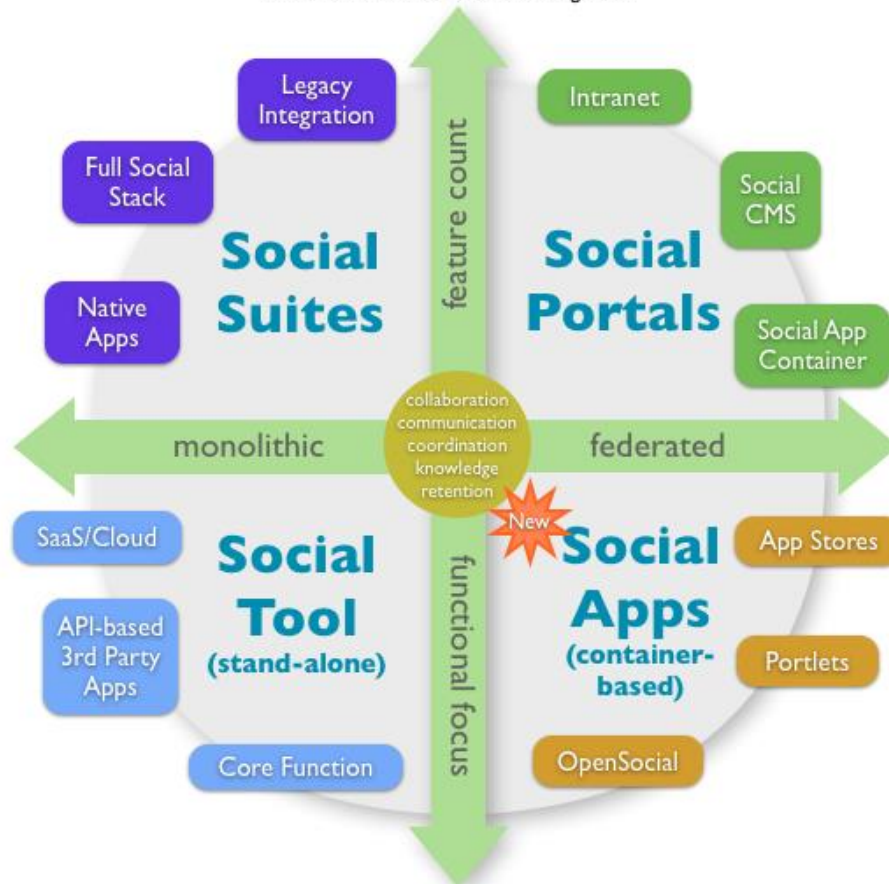 Legacy
Integration
Intranet
Full Social
Stack
Social
CMS
feature count
Social
Suites
Social
Portals
Native
Apps
Social App
Container
collaboration
communication
coordination
knowledge
retention
monolithic
federated
New
SaaS/Cloud
App Stores
Social
Tool
(stand-alone)
Social
Apps
(container-
based)
API-based
3rd Party
Apps
functional focus
Portlets
Core Function
OpenSocial